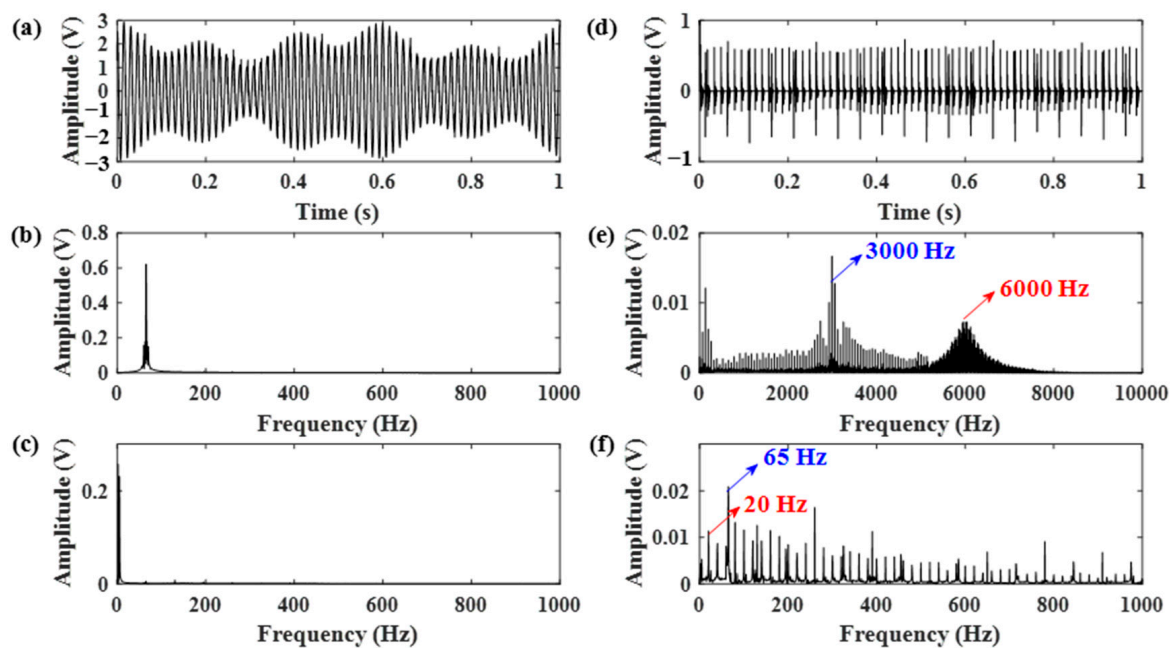 (a)
Amplitude (V)
3
2
1
0
−1
−2
−3
0 0.2 0.4 0.6 0.8 1
Time (s)
(d)
Amplitude (V)
1
0
−1
0 0.2 0.4 0.6 0.8 1
Time (s)
(b)
Amplitude (V)
0.8
0.6
0.4
0.2
0
0 200 400 600 800 1000
Frequency (Hz)
(e)
Amplitude (V)
0.02
0.01
0
3000 Hz
6000 Hz
0 2000 4000 6000 8000 10000
Frequency (Hz)
(c)
Amplitude (V)
0.2
0
0 200 400 600 800 1000
Frequency (Hz)
(f)
Amplitude (V)
0.02
0.01
0
65 Hz
20 Hz
0 200 400 600 800 1000
Frequency (Hz)